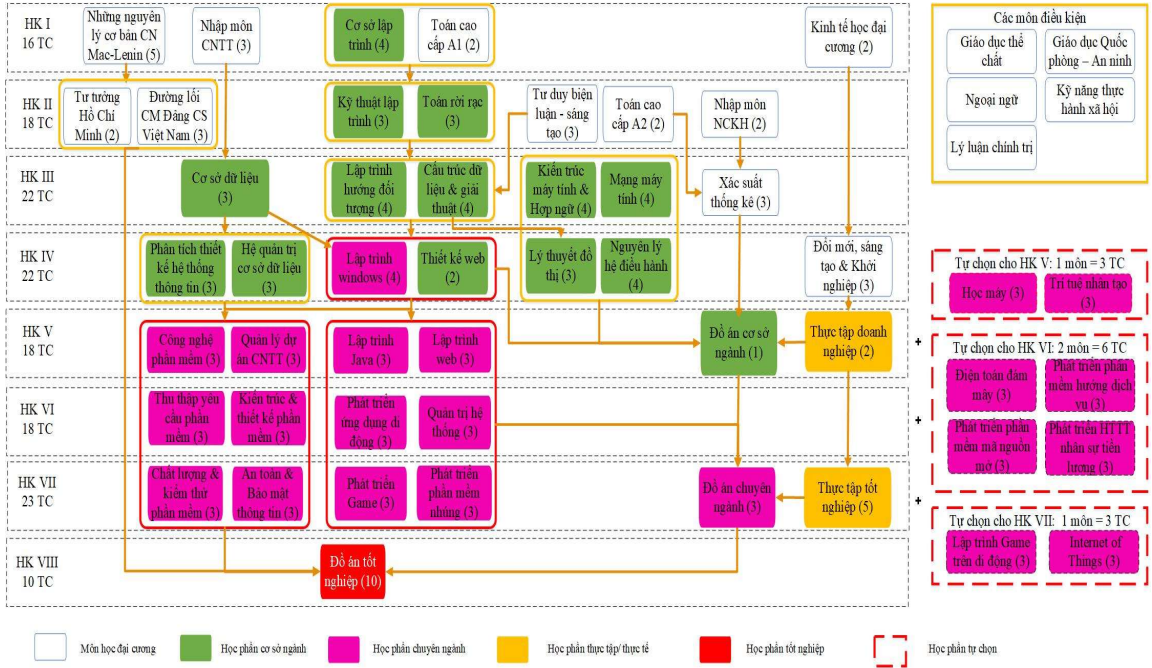 HK I
16 TC
Những nguyên
lý cơ bản CN
Mac-Lenin (5)
Nhập môn
CNTT (3)
Cơ sở lập
trình (4)
Toán cao
cấp A1 (2)
Kinh tế học đại
cương (2)
Các môn điều kiện
Giáo dục thể
chất
Giáo dục Quốc
phòng – An ninh
Ngoại ngữ
Kỹ năng thực
hành xã hội
Lý luận chính trị
HK II
18 TC
Tư tưởng
Hồ Chí
Minh (2)
Đường lối
CM Đảng CS
Việt Nam (3)
Kỹ thuật lập
trình (3)
Toán rời rạc
(3)
Tư duy biện
luận - sáng
tạo (3)
Toán cao
cấp A2 (2)
Nhập môn
NCKH (2)
HK III
22 TC
Cơ sở dữ liệu
(3)
Lập trình
hướng đối
tượng (4)
Cấu trúc dữ
liệu & giải
thuật (4)
Kiến trúc
máy tính &
Hợp ngữ (4)
Mạng máy
tính (4)
Xác suất
thống kê (3)
HK IV
22 TC
Phân tích thiết
kế hệ thống
thông tin (3)
Hệ quản trị
cơ sở dữ liệu
(3)
Lập trình
windows (4)
Thiết kế web
(2)
Lý thuyết đồ
thị (3)
Nguyên lý
hệ điều hành
(4)
Đổi mới, sáng
tạo & Khởi
nghiệp (3)
Tự chọn cho HK V: 1 môn = 3 TC
Học máy (3)
Trí tuệ nhân tạo
(3)
HK V
18 TC
Công nghệ
phần mềm (3)
Quản lý dự
án CNTT (3)
Lập trình
Java (3)
Lập trình
web (3)
Đồ án cơ sở
ngành (1)
Thực tập doanh
nghiệp (2)
+
Tự chọn cho HK VI: 2 môn = 6 TC
Điện toán đám
mây (3)
Phát triển phần
mềm hướng dịch
vụ (3)
Phát triển phần
mềm mã nguồn
mở (3)
Phát triển HTTT
nhân sự tiền
lương (3)
HK VI
18 TC
Thu thập yêu
cầu phần mềm
(3)
Kiến trúc &
thiết kế phần
mềm (3)
Phát triển
ứng dụng di
động (3)
Quản trị hệ
thống (3)
+
HK VII
23 TC
Chất lượng &
kiểm thử
phần mềm (3)
An toàn &
Bảo mật
thông tin (3)
Phát triển
Game (3)
Phát triển
phần mềm
nhúng (3)
Đồ án chuyên
ngành (3)
Thực tập tốt
nghiệp (5)
+
Tự chọn cho HK VII: 1 môn = 3 TC
Lập trình Game
trên di động (3)
Internet of
Things (3)
HK VIII
10 TC
Đồ án tốt
nghiệp (10)
Môn học đại cương
Học phần cơ sở ngành
Học phần chuyên ngành
Học phần thực tập/ thực tế
Học phần tốt nghiệp
Học phần tự chọn